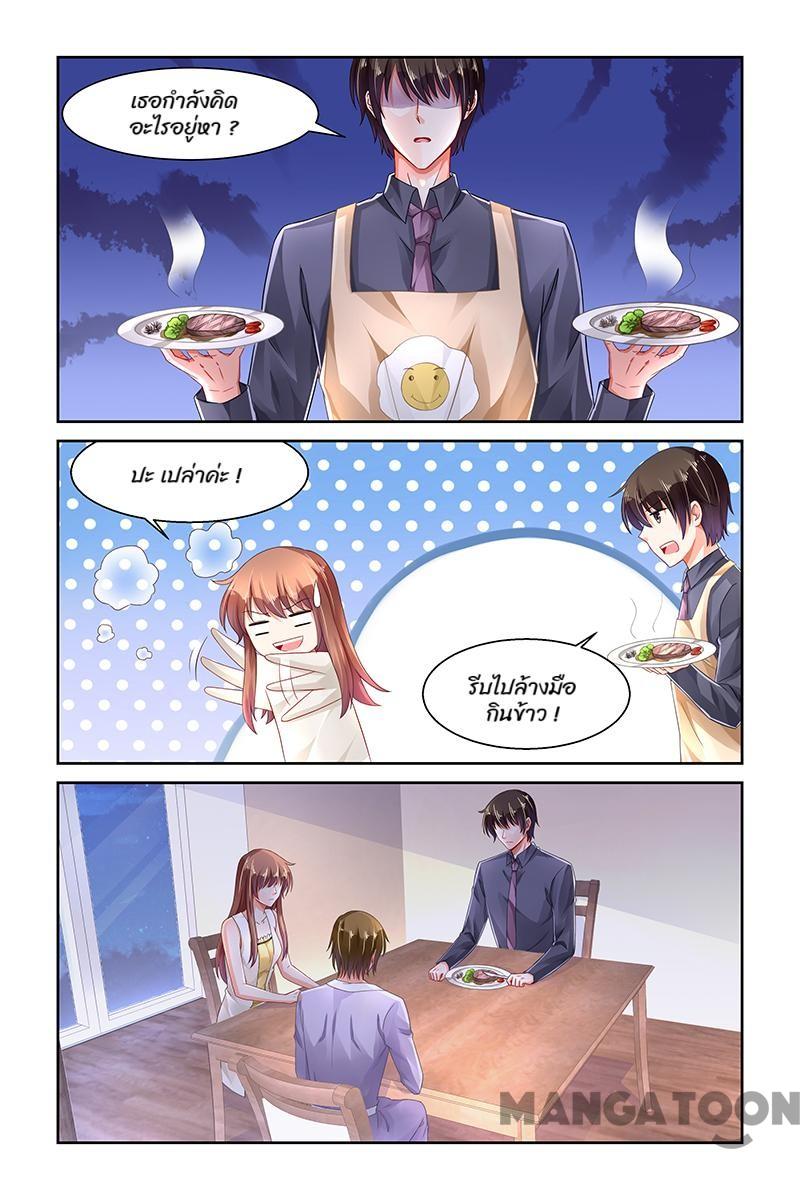 เธอกำลังคิด
อะไรอยู่หา ?
ปะ เปล่าค่ะ !
รีบไปล้างมือ
กินข้าว !
MANGATOON